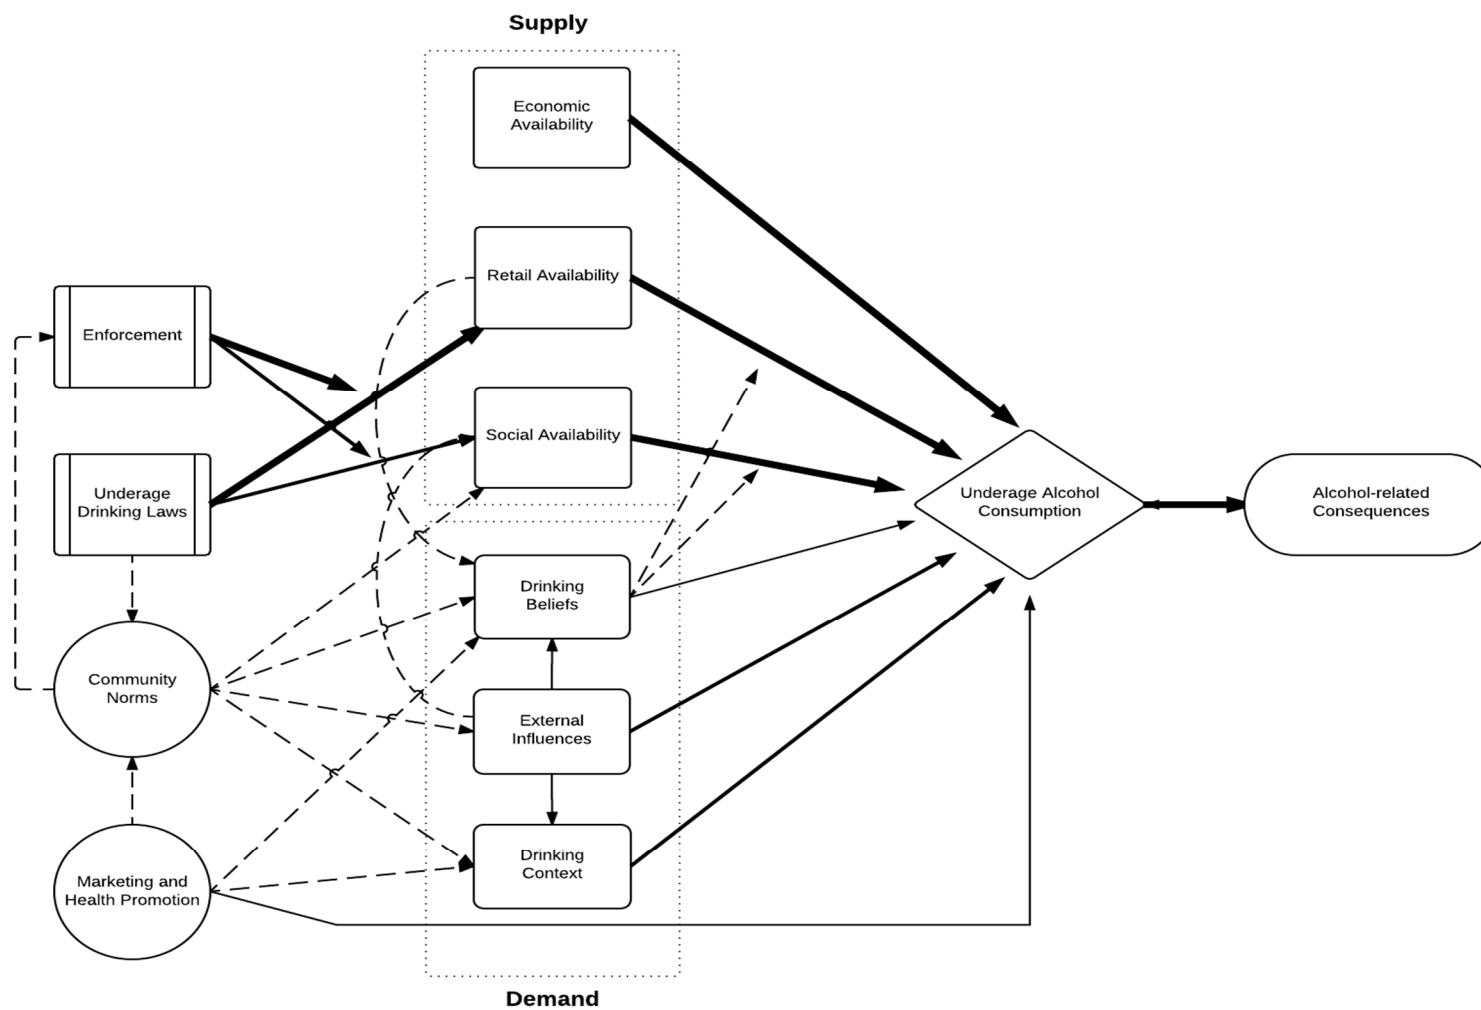 Supply
Economic
Availability
Retail Availability
Enforcement
Social Availability
Underage
Drinking Laws
Underage Alcohol
Consumption
Alcohol-related
Consequences
Drinking
Beliefs
Community
Norms
External
Influences
Drinking
Context
Marketing and
Health Promotion
Demand